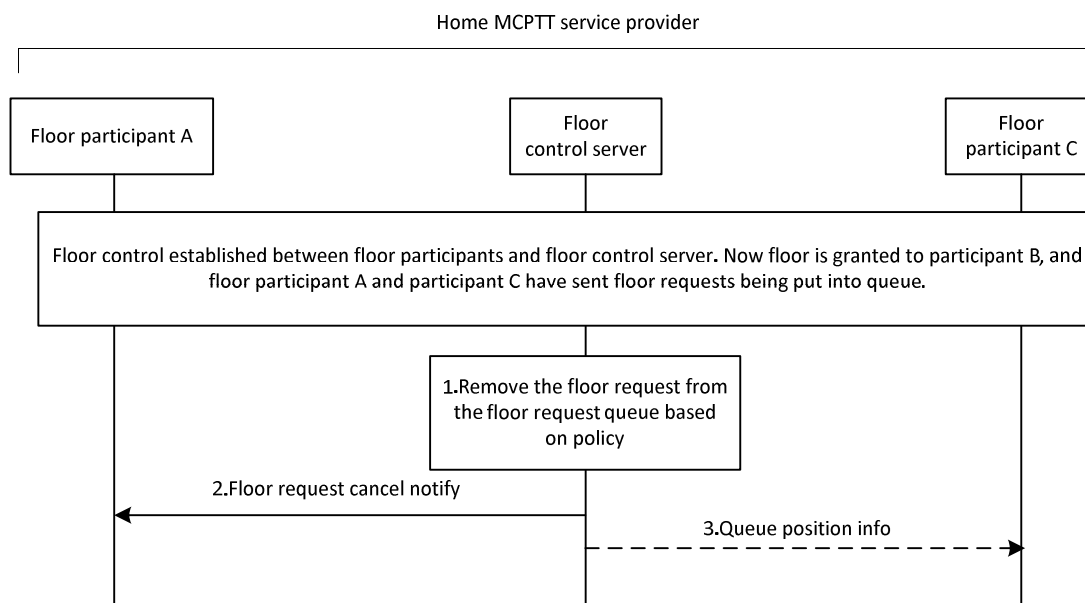 Home MCPTT service provider
Floor participant A
Floor
control server
Floor
participant C
Floor control established between floor participants and floor control server. Now floor is granted to participant B, and
floor participant A and participant C have sent floor requests being put into queue.
1.Remove the floor request from
the floor request queue based
on policy
2.Floor request cancel notify
3.Queue position info